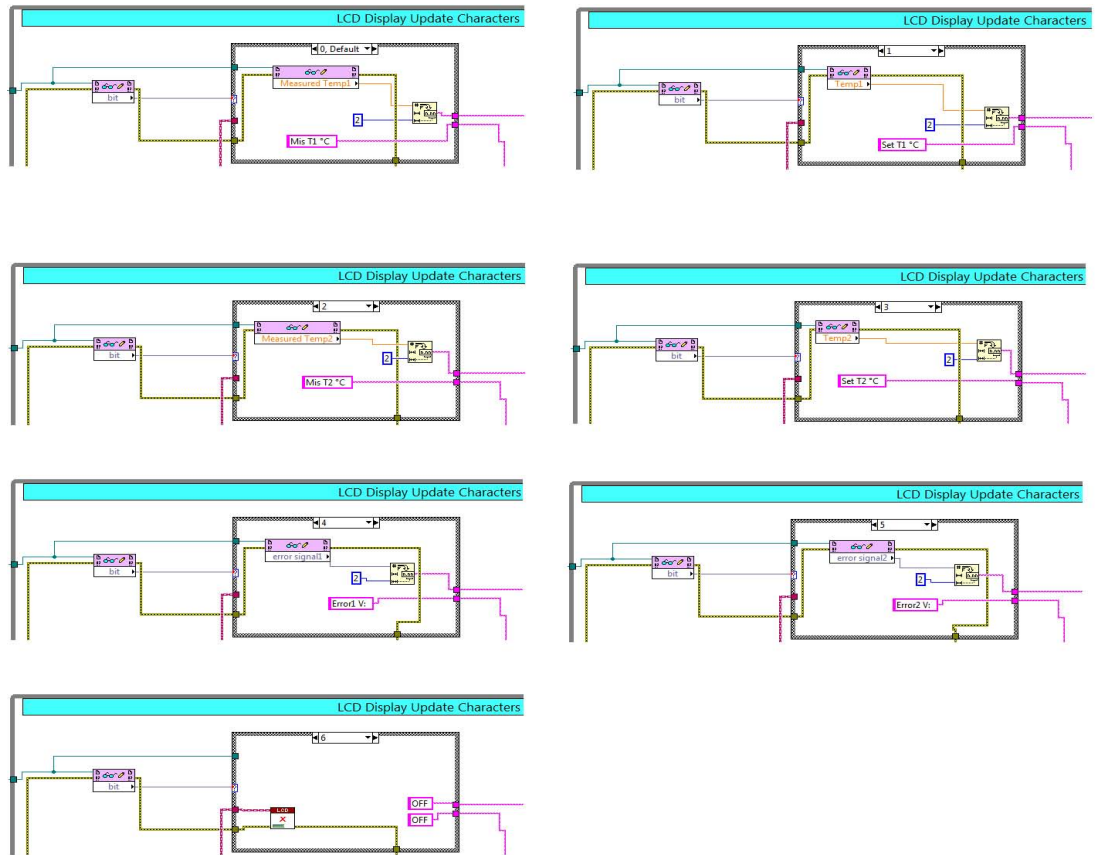 LCD Display Update Characters
0, Default
bit
Measured Temp1
2
Mis T1 °C
LCD Display Update Characters
1
bit
Temp1
2
Set T1 °C
LCD Display Update Characters
2
bit
Measured Temp2
2
Mis T2 °C
LCD Display Update Characters
3
bit
Temp2
2
Set T2 °C
LCD Display Update Characters
4
bit
error signal1
2
Error1 V:
LCD Display Update Characters
5
bit
error signal2
2
Error2 V:
LCD Display Update Characters
6
bit
LCD
OFF
OFF